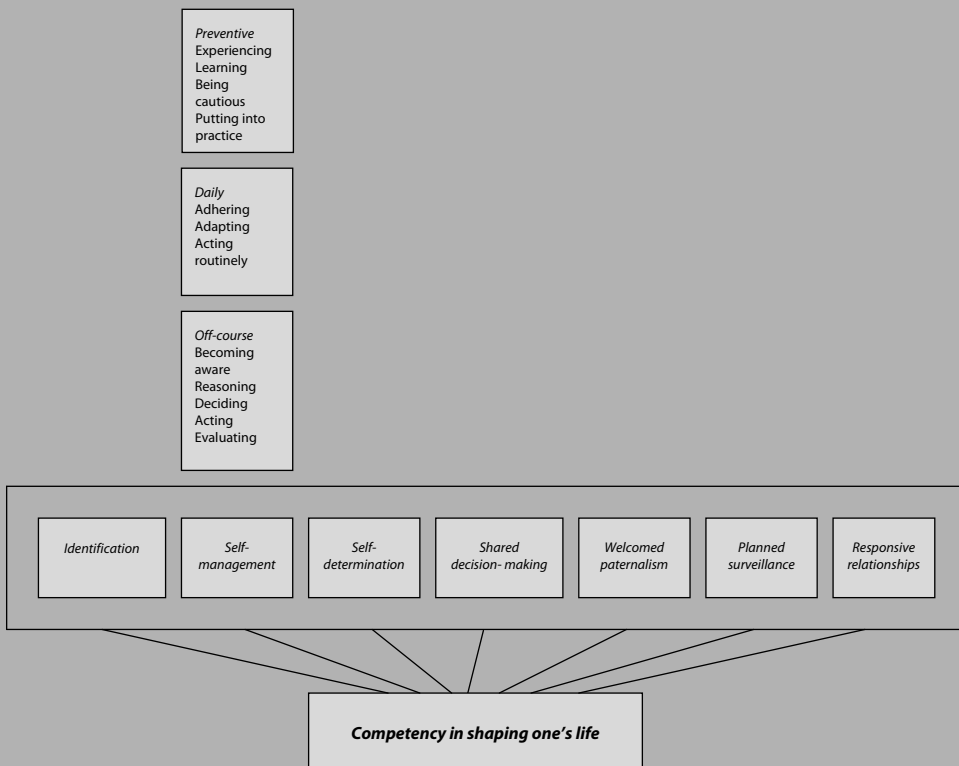 Preventive
Experiencing
Learning
Being
cautious
Putting into
practice
Daily
Adhering
Adapting
Acting
routinely
Off-course
Becoming
aware
Reasoning
Deciding
Acting
Evaluating
Identification
Self-
management
Self-
determination
Shared
decision- making
Welcomed
paternalism
Planned
surveillance
Responsive
relationships
Competency in shaping one's life